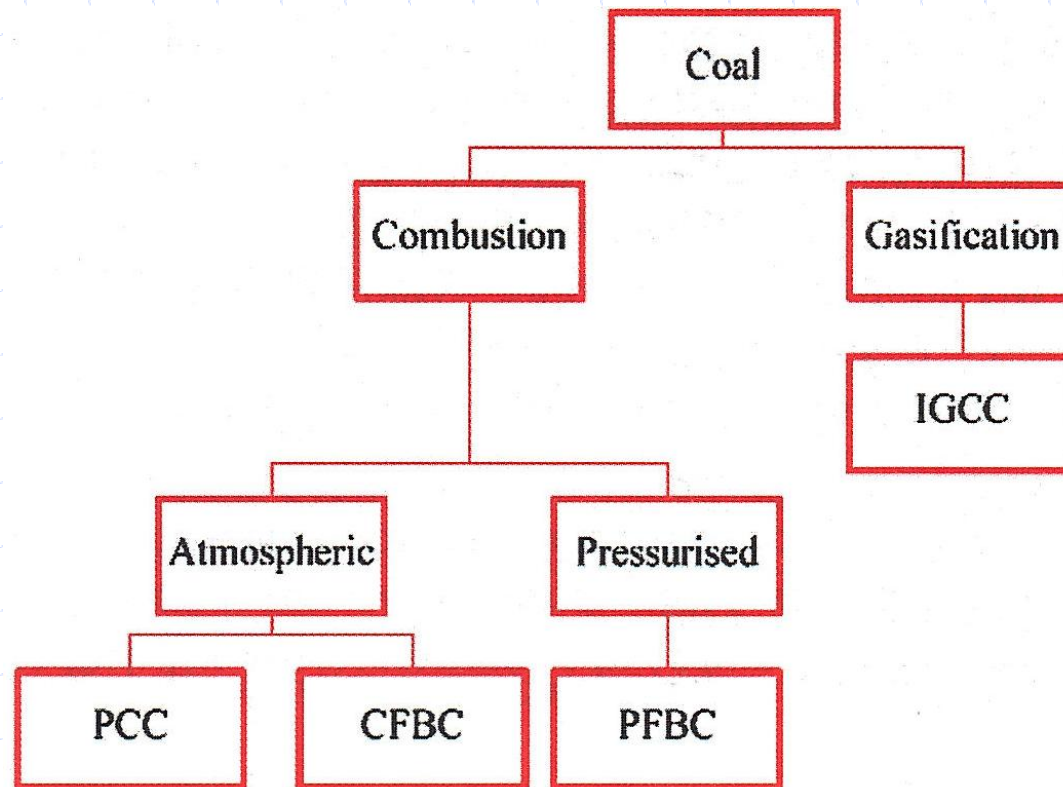 Coal
Combustion
Gasification
IGCC
Atmospheric
Pressurised
PCC
CFBC
PFBC